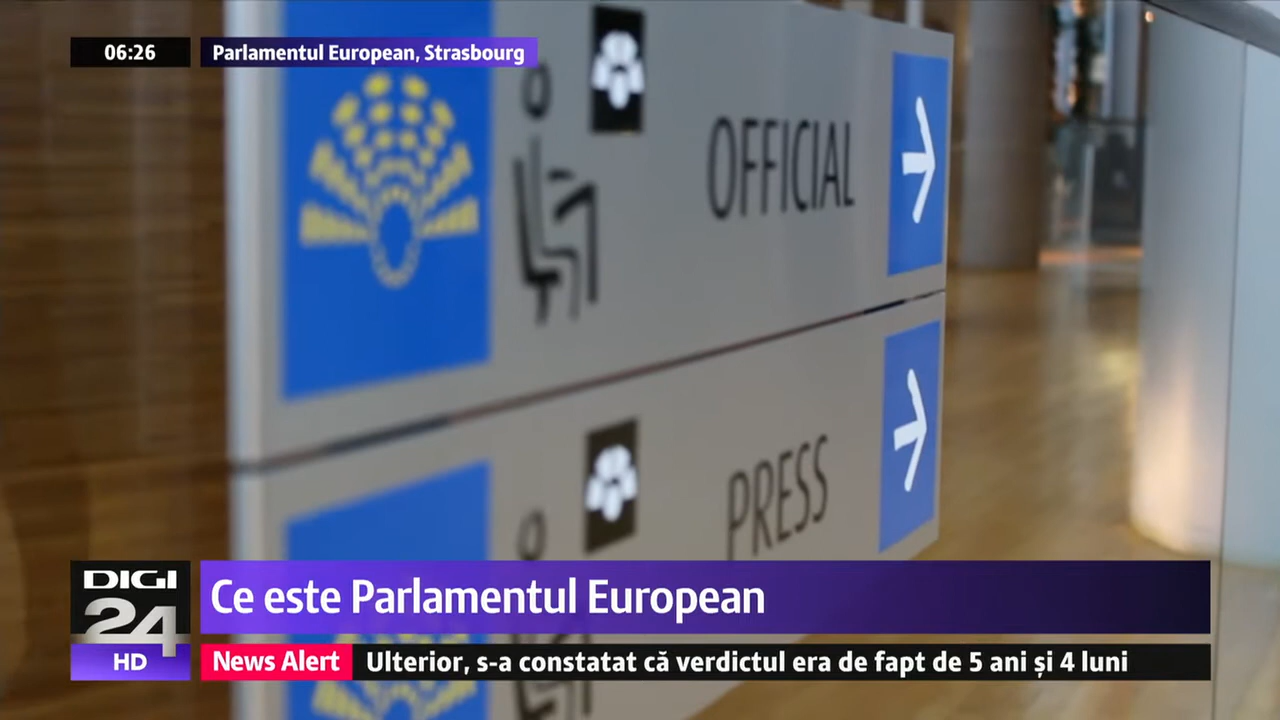 06:26
Parlamentul European, Strasbourg
OFFICIAL
PRESS
DIGI
24
HD
Ce este Parlamentul European
News Alert
Ulterior, s-a constatat că verdictul era de fapt de 5 ani și 4 luni